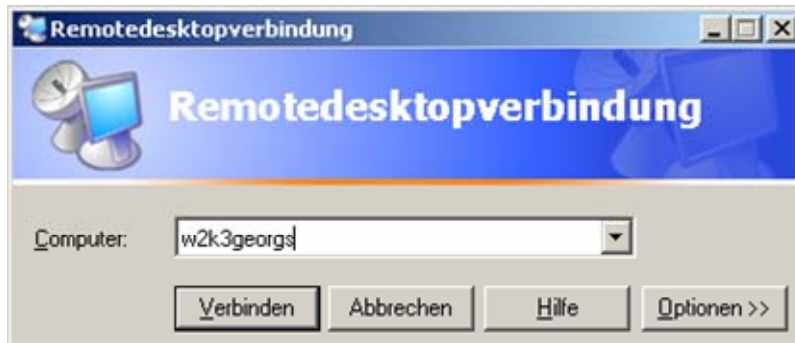 Remotedesktopverbindung
Remotedesktopverbindung
Computer: w2k3georgs
Verbinden Abbrechen Hilfe Optionen >>